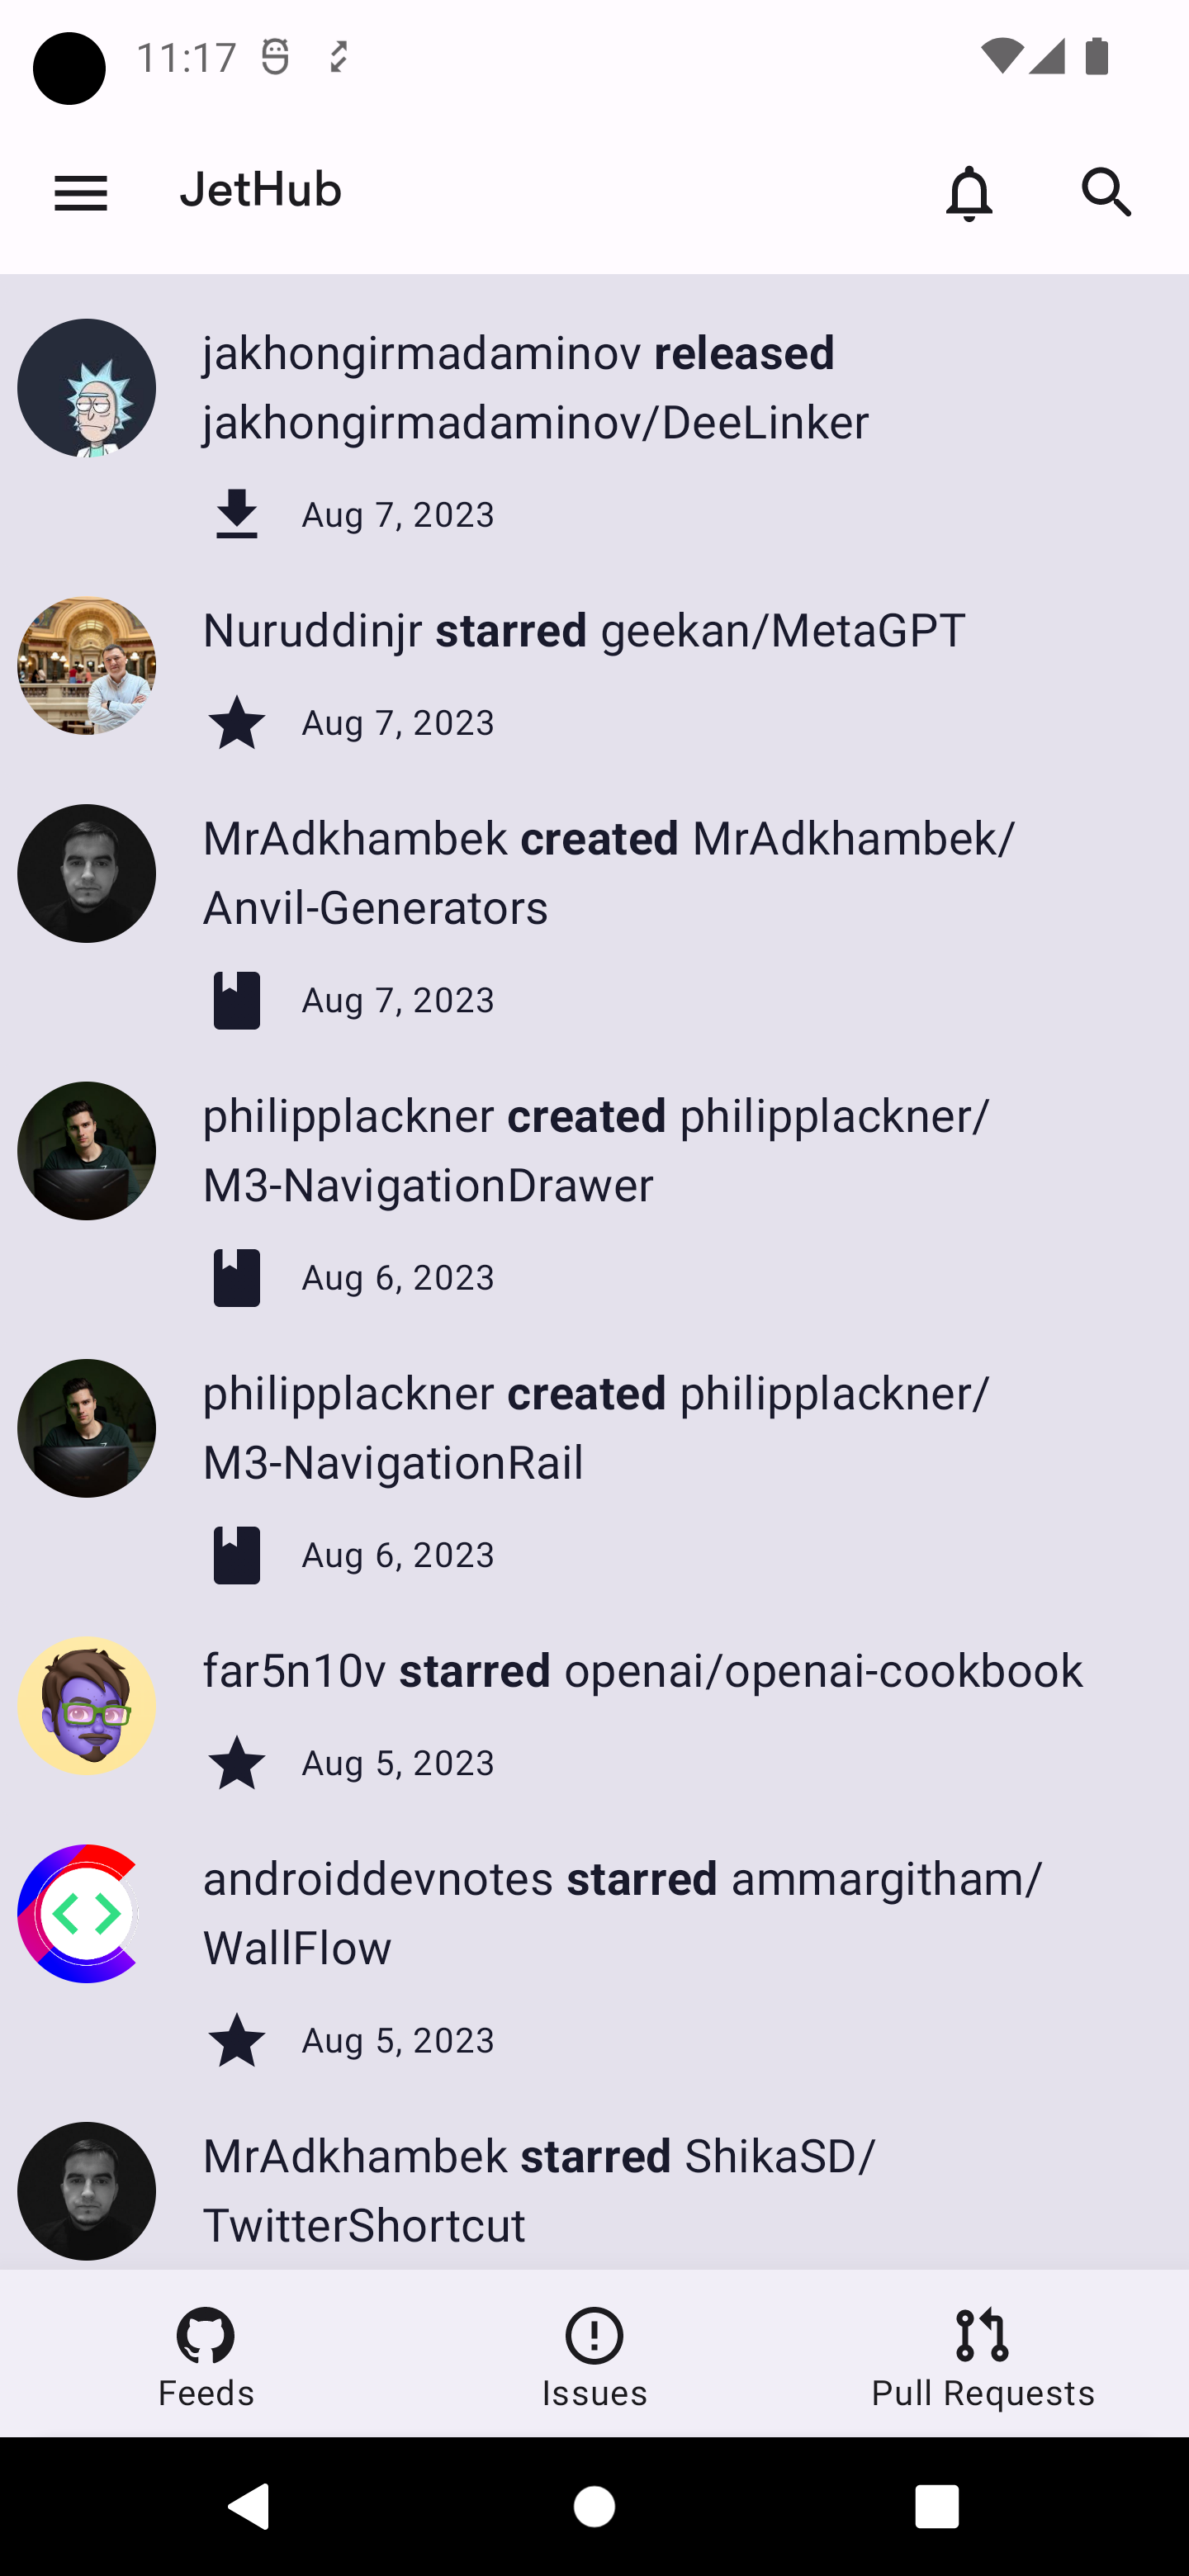 11:17
JetHub
jakhongirmadaminov released
jakhongirmadaminov/DeeLinker
Aug 7, 2023
Nuruddinjr starred geekan/MetaGPT
Aug 7, 2023
MrAdkhambek created MrAdkhambek/
Anvil-Generators
Aug 7, 2023
philipplackner created philipplackner/
M3-NavigationDrawer
Aug 6, 2023
philipplackner created philipplackner/
M3-NavigationRail
Aug 6, 2023
far5n10v starred openai/openai-cookbook
Aug 5, 2023
androiddevnotes starred ammargitham/
WallFlow
Aug 5, 2023
MrAdkhambek starred ShikaSD/
TwitterShortcut
Feeds
Issues
Pull Requests